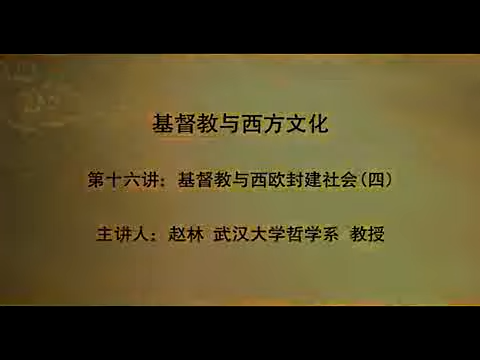 基督教与西方文化
第十六讲：基督教与西欧封建社会(四)
主讲人：赵林 武汉大学哲学系 教授